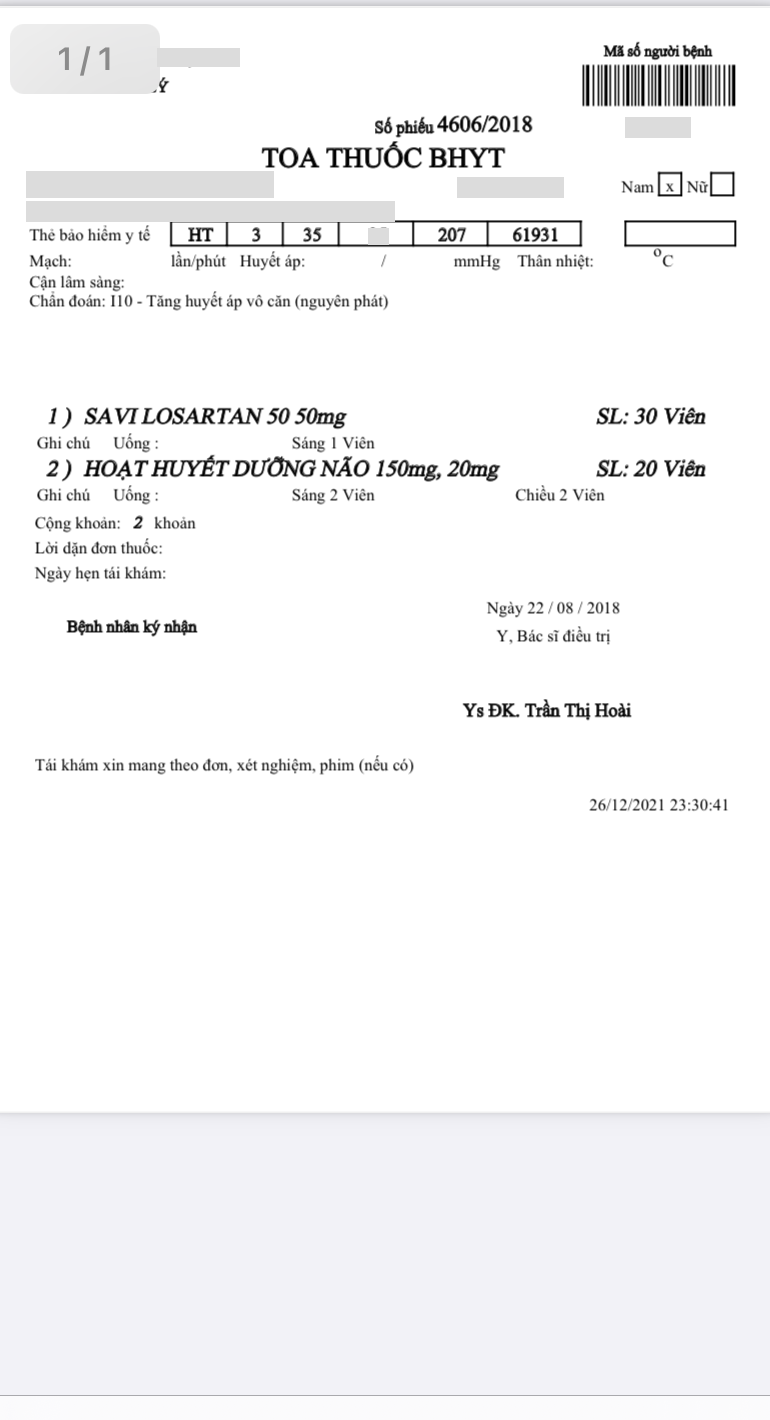 1/1
Mã số người bệnh
Ý
Số phiếu 4606/2018
TOA THUỐC BHYT
Nam x Nữ
Thẻ bảo hiểm y tế HT 3 35 207 61931
Mạch: lần/phút Huyết áp: / mmHg Thân nhiệt: °C
Cận lâm sàng:
Chẩn đoán: I10 - Tăng huyết áp vô căn (nguyên phát)
1 ) SAVI LOSARTAN 50 50mg SL: 30 Viên
Ghi chú Uống : Sáng 1 Viên
2 ) HOẠT HUYẾT DƯỠNG NÃO 150mg, 20mg SL: 20 Viên
Ghi chú Uống : Sáng 2 Viên Chiều 2 Viên
Cộng khoản: 2 khoản
Lời dặn đơn thuốc:
Ngày hẹn tái khám:
Ngày 22 / 08 / 2018
Bệnh nhân ký nhận
Y, Bác sĩ điều trị
Ys ĐK. Trần Thị Hoài
Tái khám xin mang theo đơn, xét nghiệm, phim (nếu có)
26/12/2021 23:30:41